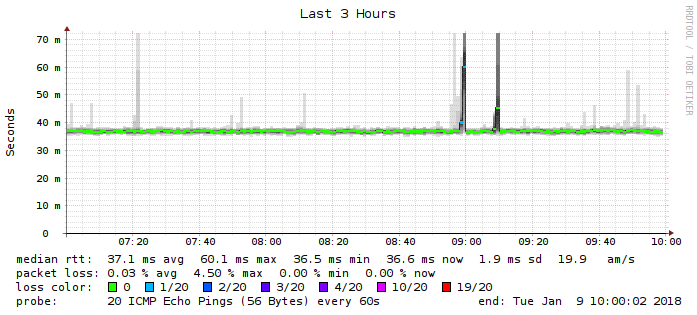 Last 3 Hours
RRDTOOL / TOBI OETIKER
Seconds
70 m
60 m
50 m
40 m
30 m
20 m
10 m
0
07:20 07:40 08:00 08:20 08:40 09:00 09:20 09:40 10:00
median rtt: 37.1 ms avg 60.1 ms max 36.5 ms min 36.6 ms now 1.9 ms sd 19.9 am/s
packet loss: 0.03 % avg 4.50 % max 0.00 % min 0.00 % now
loss color: 0 1/20 2/20 3/20 4/20 10/20 19/20
probe: 20 ICMP Echo Pings (56 Bytes) every 60s end: Tue Jan 9 10:00:02 2018